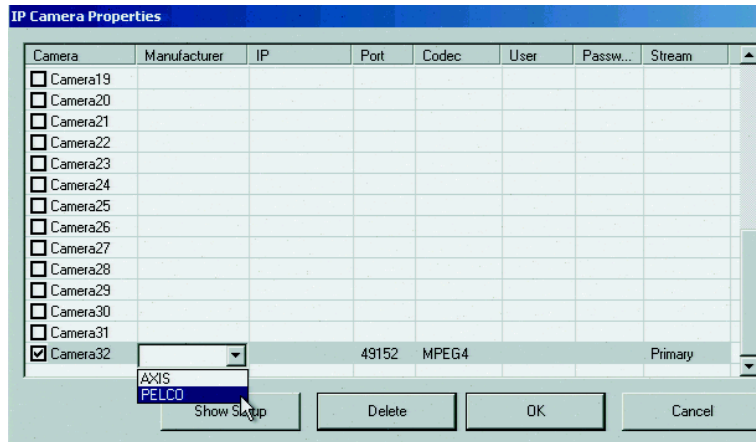 IP Camera Properties
Camera Manufacturer IP Port Codec User Passw... Stream
Camera19
Camera20
Camera21
Camera22
Camera23
Camera24
Camera25
Camera26
Camera27
Camera28
Camera29
Camera30
Camera31
Camera32 49152 MPEG4 Primary
AXIS
PELCO
Show Setup Delete OK Cancel